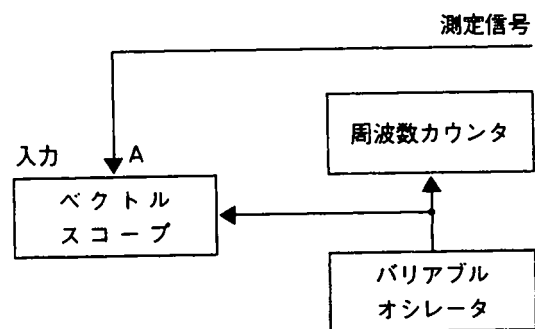 測定信号
周波数カウンタ
入力 A
ベクトル
スコープ
バリアブル
オシレータ